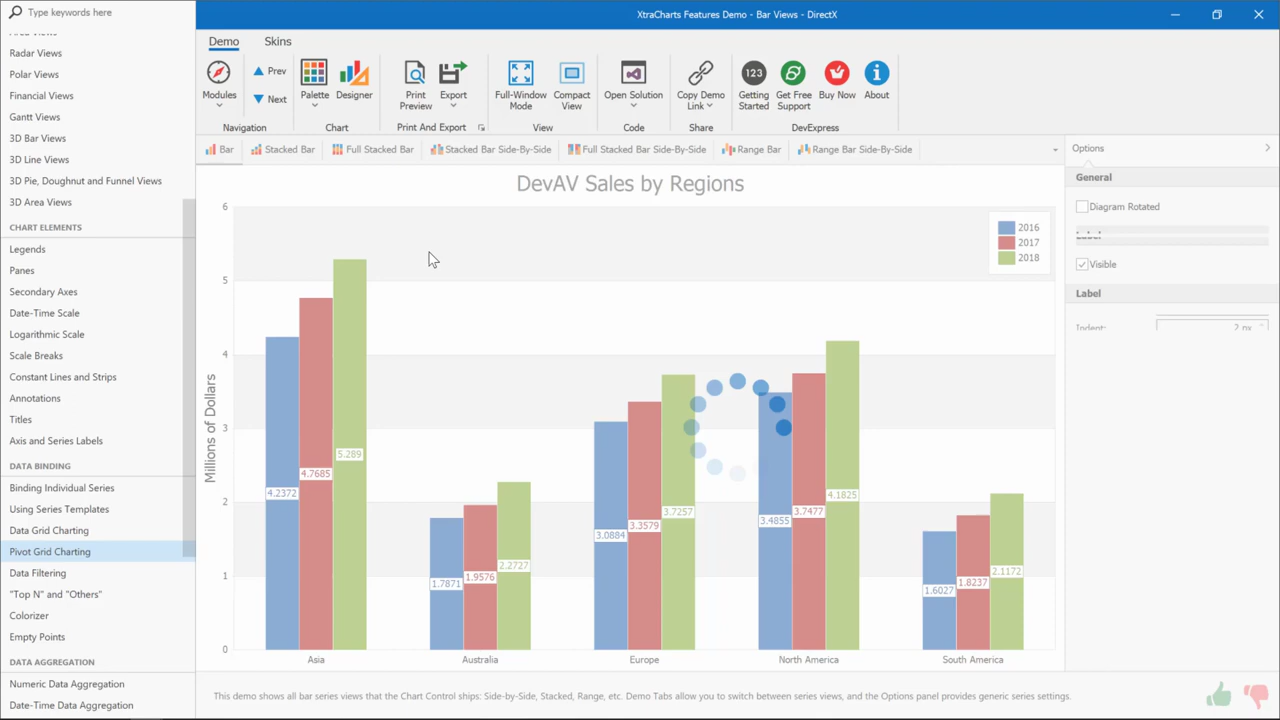 Type keywords here
Radar Views
Polar Views
Financial Views
Gantt Views
3D Bar Views
3D Line Views
3D Pie, Doughnut and Funnel Views
3D Area Views
CHART ELEMENTS
Legends
Panes
Secondary Axes
Date-Time Scale
Logarithmic Scale
Scale Breaks
Constant Lines and Strips
Annotations
Titles
Axis and Series Labels
DATA BINDING
Binding Individual Series
Using Series Templates
Data Grid Charting
Pivot Grid Charting
Data Filtering
"Top N" and "Others"
Colorizer
Empty Points
DATA AGGREGATION
Numeric Data Aggregation
Date-Time Data Aggregation
XtraCharts Features Demo - Bar Views - DirectX
Demo Skins
Modules
Prev
Next
Navigation
Palette
Designer
Chart
Print Preview
Export
Print And Export
Full-Window Mode
Compact View
View
Open Solution
Code
Copy Demo Link
Share
123
Getting Started
Get Free Support
Buy Now
About
DevExpress
Bar
Stacked Bar
Full Stacked Bar
Stacked Bar Side-By-Side
Full Stacked Bar Side-By-Side
Range Bar
Range Bar Side-By-Side
DevAV Sales by Regions
Millions of Dollars
6
5
4
3
2
1
0
2016
2017
2018
4.2372
4.7685
5.289
1.7871
1.9576
2.2727
3.0884
3.3579
3.7257
3.4855
3.7477
4.1825
1.6027
1.8237
2.1172
Asia
Australia
Europe
North America
South America
Options
General
Diagram Rotated
Visible
Label
Indent:
2 px
This demo shows all bar series views that the Chart Control ships: Side-by-Side, Stacked, Range, etc. Demo Tabs allow you to switch between series views, and the Options panel provides generic series settings.